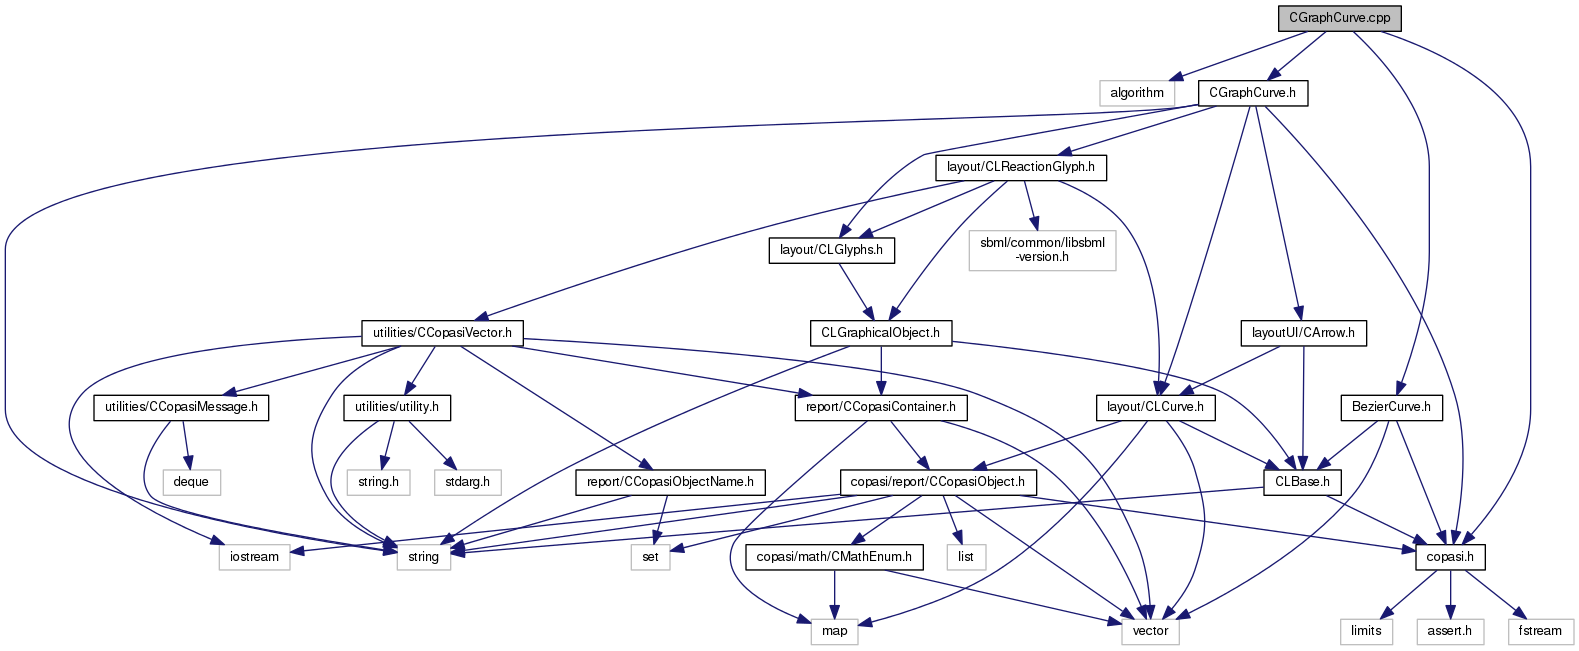 CGraphCurve.cpp
algorithm
CGraphCurve.h
layout/CLReactionGlyph.h
layout/CLGlyphs.h
sbml/common/libsbml
-version.h
utilities/CCopasiVector.h
CLGraphicalObject.h
layoutUI/CArrow.h
utilities/CCopasiMessage.h
utilities/utility.h
report/CCopasiContainer.h
layout/CLCurve.h
BezierCurve.h
deque
string.h
stdarg.h
report/CCopasiObjectName.h
copasi/report/CCopasiObject.h
CLBase.h
iostream
string
set
copasi/math/CMathEnum.h
list
copasi.h
map
vector
limits
assert.h
fstream